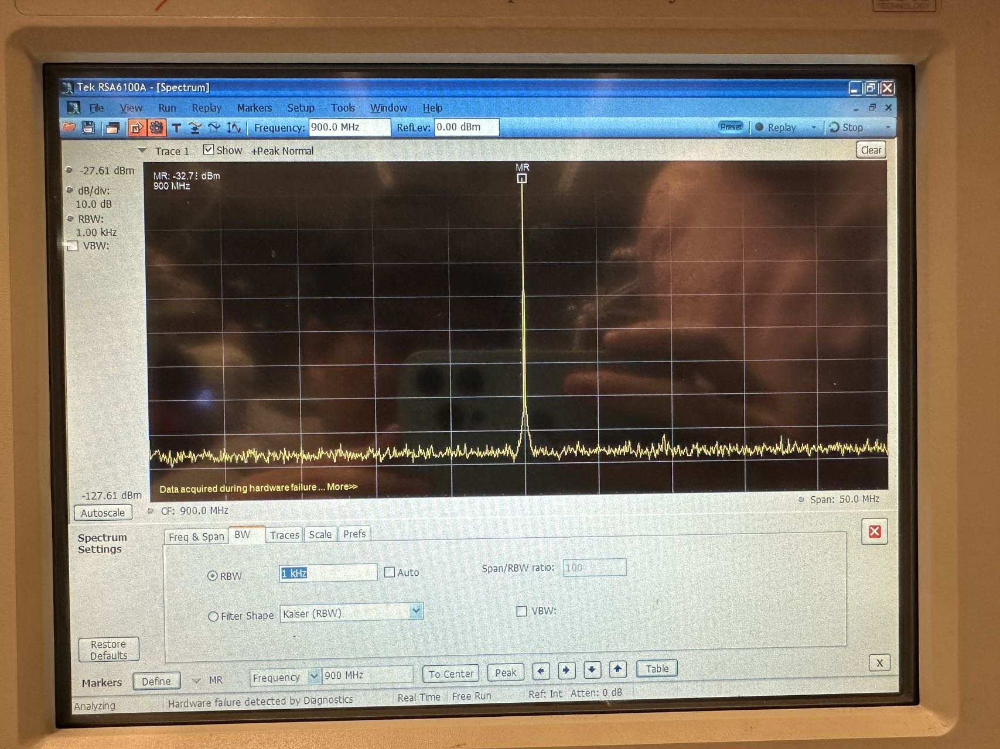 TECHNOLOGY
Tek RSA6100A - [Spectrum]
File View Run Replay Markers Setup Tools Window Help
T Frequency: 900.0 MHz RefLev: 0.00 dBm Preset Replay Stop
Trace 1 Show +Peak Normal Clear
-27.61 dBm
dB/div:
10.0 dB
RBW:
1.00 kHz
VBW:
MR: dBm
900 MHz
MR
Data acquired during hardware failure ... More>>
-127.61 dBm
Autoscale
CF: 900.0 MHz
Span: 50.0 MHz
Spectrum
Settings
Freq & Span BW Traces Scale Prefs
RBW 1 kHz Auto Span/RBW ratio: 100
Filter Shape Kaiser (RBW) VBW:
Restore
Defaults
X
Markers Define MR Frequency 900 MHz To Center Peak Table
Analyzing Hardware failure detected by Diagnostics Real Time Free Run Ref: Int Atten: 0 dB